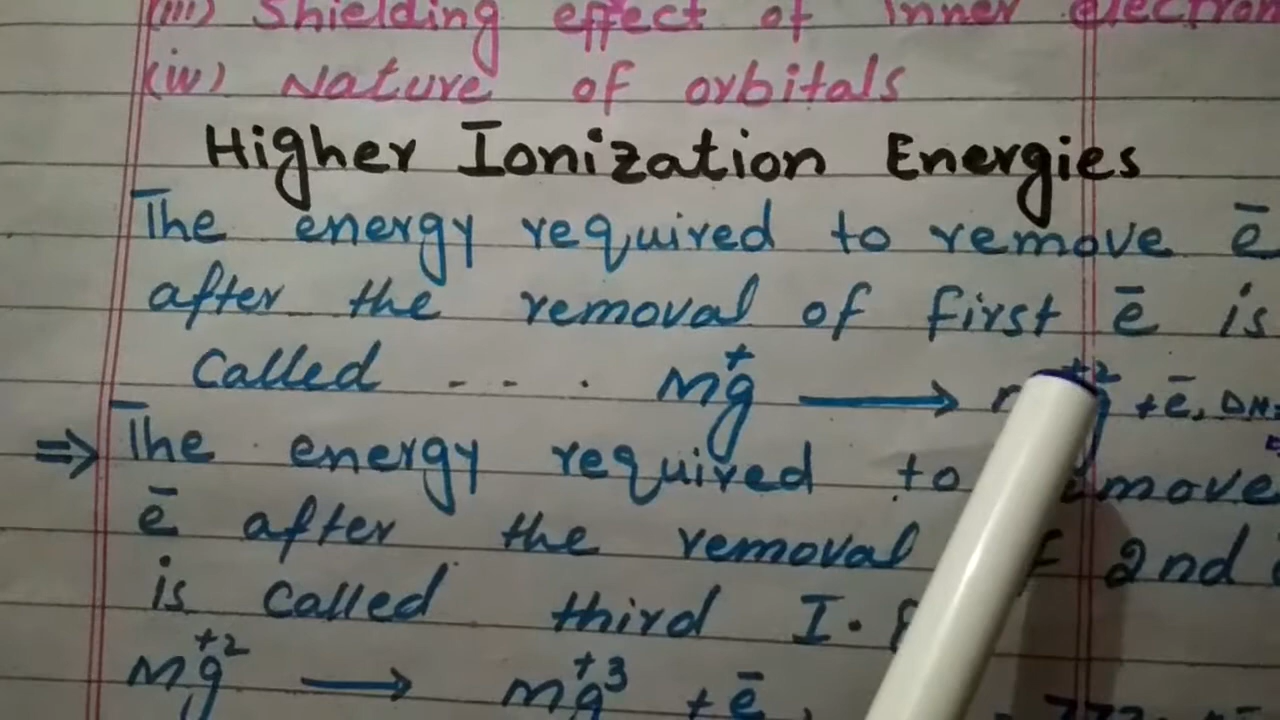 (iii) Shielding effect of inner electron
(iv) Nature of orbitals
Higher Ionization Energies
The energy required to remove ē
after the removal of first ē is
Called - - - . Mg⁺ ⟶ +ē, ΔH=
⇒ The energy required to
ē after the removal 2nd
is called third I.
Mg⁺² ⟶ Mg⁺³ + ē,